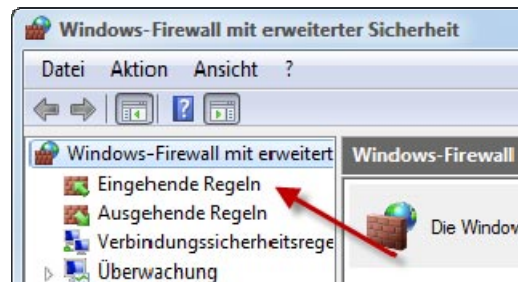 Windows-Firewall mit erweiterter Sicherheit
Datei Aktion Ansicht ?
Windows-Firewall mit erweitert
Eingehende Regeln
Ausgehende Regeln
Verbindungssicherheitsrege
Überwachung
Windows-Firewall
Die Window